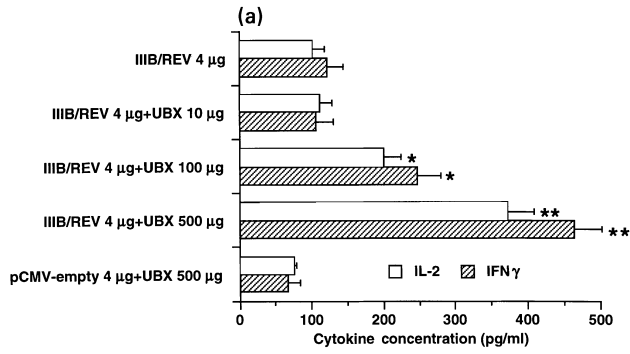 (a)
IIIB/REV 4 μg
IIIB/REV 4 μg+UBX 10 μg
IIIB/REV 4 μg+UBX 100 μg
*
*
IIIB/REV 4 μg+UBX 500 μg
**
**
pCMV-empty 4 μg+UBX 500 μg
IL-2 IFNγ
0 100 200 300 400 500
Cytokine concentration (pg/ml)